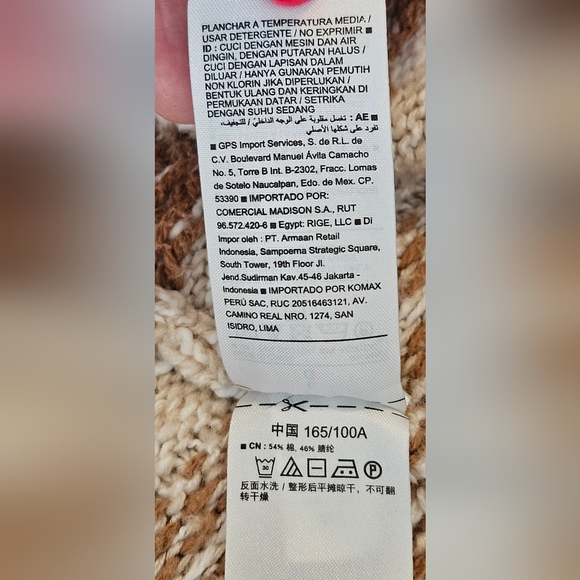 PLANCHAR A TEMPERATURA MEDIA /
USAR DETERGENTE / NO EXPRIMIR ■
ID : CUCI DENGAN MESIN DAN AIR
DINGIN, DENGAN PUTARAN HALUS /
CUCI DENGAN LAPISAN DALAM
DILUAR / HANYA GUNAKAN PEMUTIH
NON KLORIN JIKA DIPERLUKAN /
BENTUK ULANG DAN KERINGKAN DI
PERMUKAAN DATAR / SETRIKA
DENGAN SUHU SEDANG
■ AE : تغسل مقلوبة على الوجه الداخلي / للتجفيف،
تفرد على شكلها الأصلي
■ GPS Import Services, S. de R.L. de
C.V. Boulevard Manuel Ávila Camacho
No. 5, Torre B Int. B-2302, Fracc. Lomas
de Sotelo Naucalpan, Edo. de Mex. CP.
53390 ■ IMPORTADO POR:
COMERCIAL MADISON S.A., RUT
96.572.420-6 ■ Egypt: RIGE, LLC ■ Di
Impor oleh : PT. Armaan Retail
Indonesia, Sampoerna Strategic Square,
South Tower, 19th Floor Jl.
Jend.Sudirman Kav.45-46 Jakarta -
Indonesia ■ IMPORTADO POR KOMAX
PERÚ SAC, RUC 20516463121, AV.
CAMINO REAL NRO. 1274, SAN
ISIDRO, LIMA
中国 165/100A
■ CN : 54% 棉, 46% 腈纶
30
P
反面水洗 / 整形后平摊晾干，不可翻
转干燥